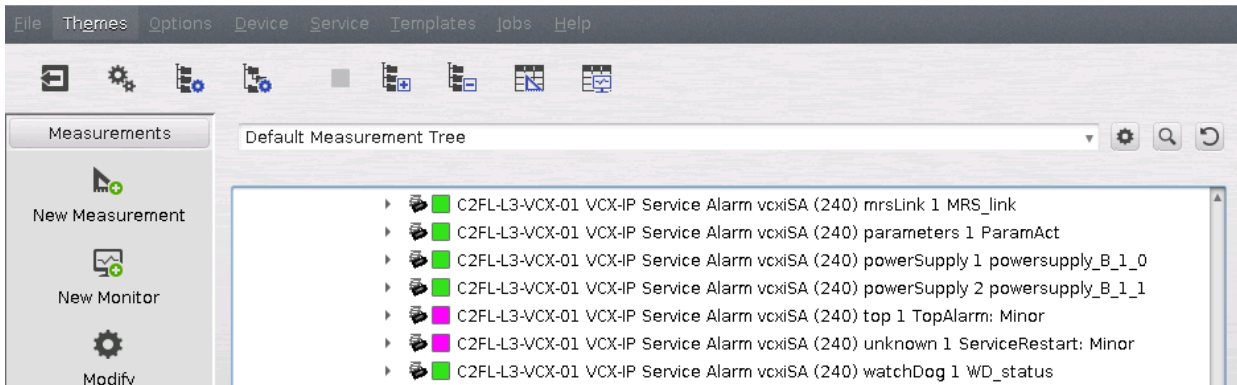 File Themes Options Device Service Templates Jobs Help
Measurements
Default Measurement Tree
New Measurement
New Monitor
Modify
C2FL-L3-VCX-01 VCX-IP Service Alarm vcxiSA (240) mrsLink 1 MRS_link
C2FL-L3-VCX-01 VCX-IP Service Alarm vcxiSA (240) parameters 1 ParamAct
C2FL-L3-VCX-01 VCX-IP Service Alarm vcxiSA (240) powerSupply 1 powersupply_B_1_0
C2FL-L3-VCX-01 VCX-IP Service Alarm vcxiSA (240) powerSupply 2 powersupply_B_1_1
C2FL-L3-VCX-01 VCX-IP Service Alarm vcxiSA (240) top 1 TopAlarm: Minor
C2FL-L3-VCX-01 VCX-IP Service Alarm vcxiSA (240) unknown 1 ServiceRestart: Minor
C2FL-L3-VCX-01 VCX-IP Service Alarm vcxiSA (240) watchDog 1 WD_status